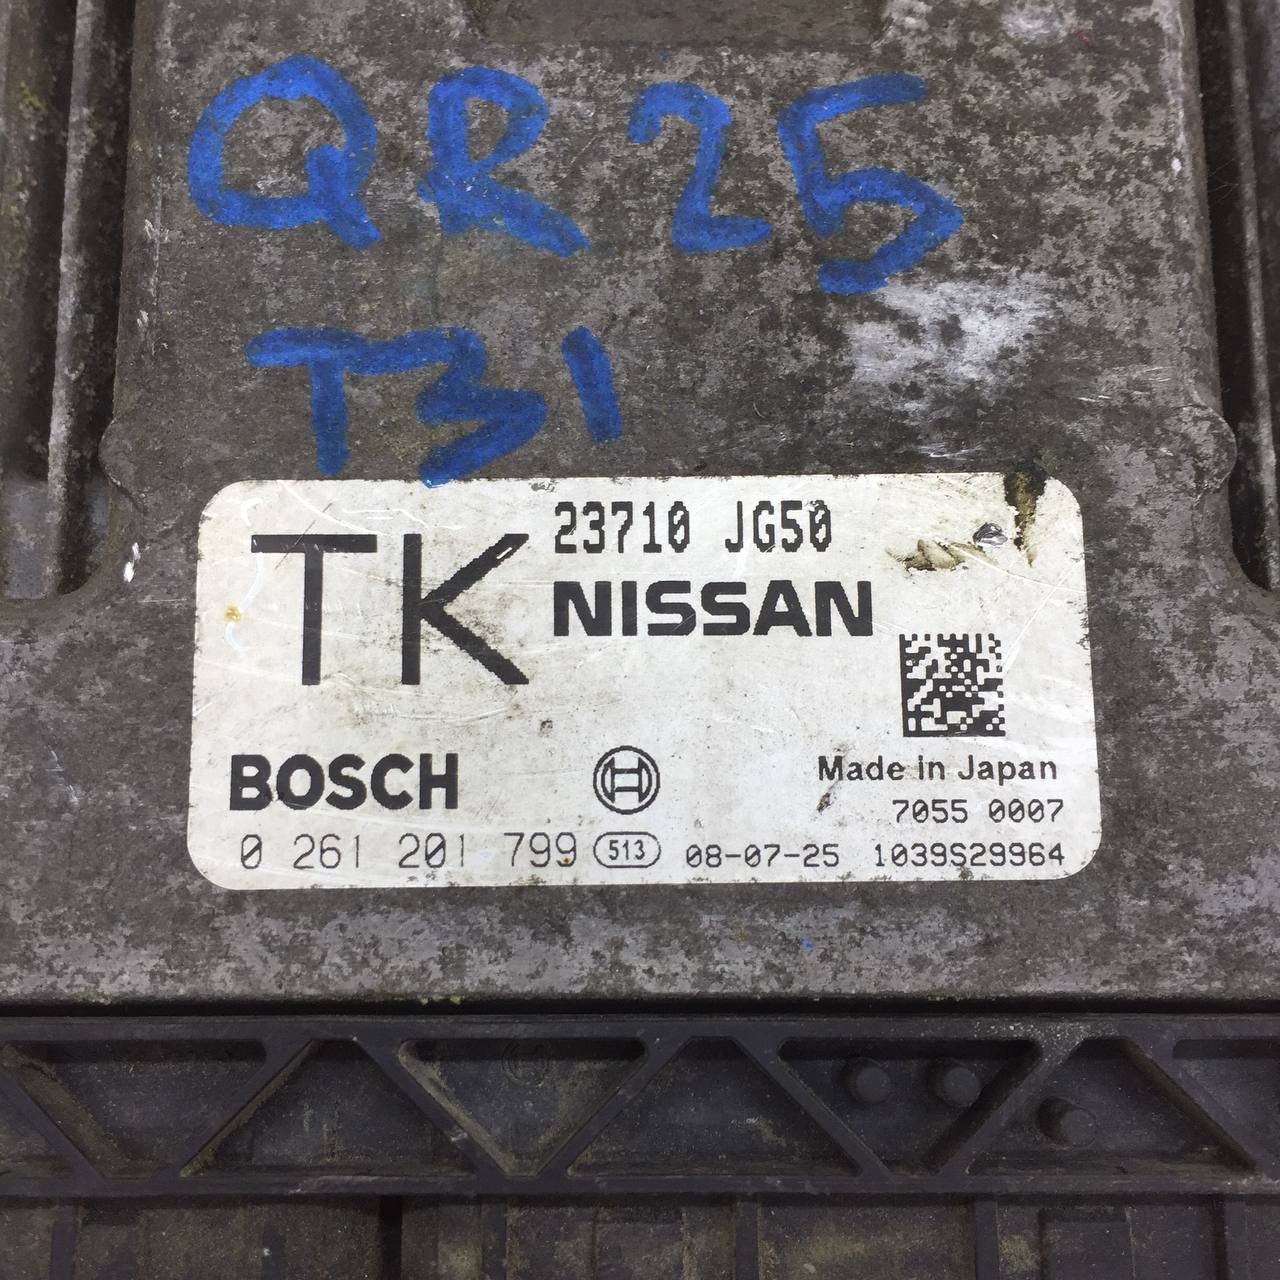 QR25
T31
23710 JG50
TK
NISSAN
BOSCH
Made in Japan
7055 0007
0 261 201 799 513 08-07-25 1039S29964